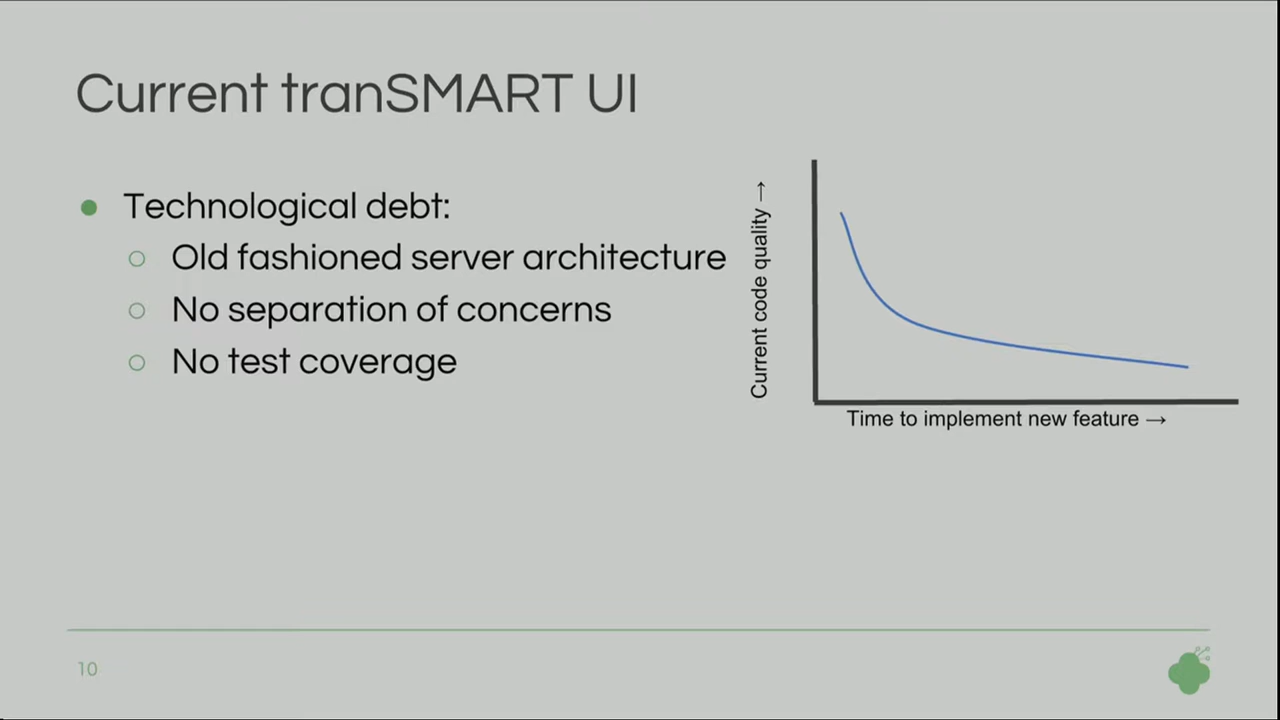 Current tranSMART UI
Technological debt:
Old fashioned server architecture
No separation of concerns
No test coverage
Current code quality →
Time to implement new feature →
10